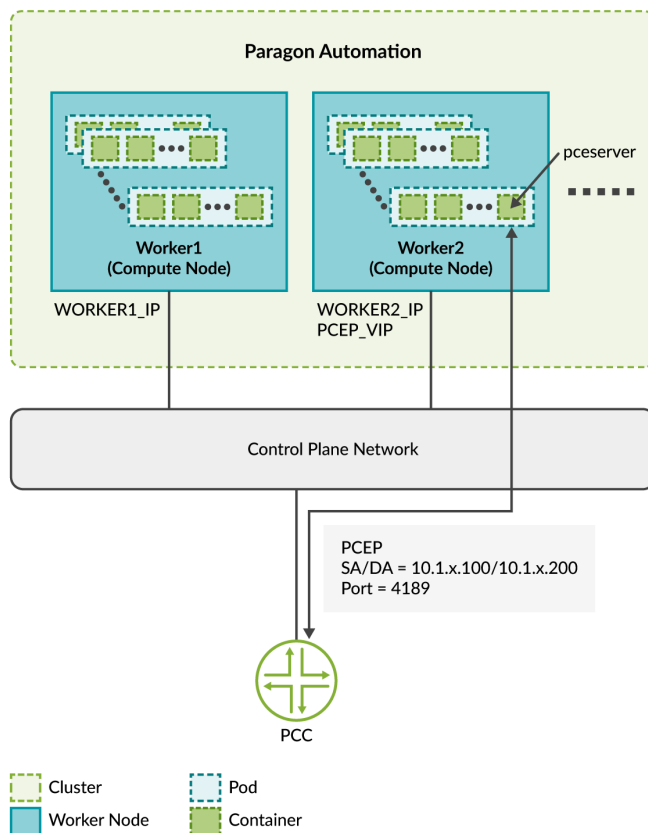 Paragon Automation
pceserver
Worker1
(Compute Node)
Worker2
(Compute Node)
WORKER1_IP
WORKER2_IP
PCEP_VIP
Control Plane Network
PCEP
SA/DA = 10.1.x.100/10.1.x.200
Port = 4189
PCC
Cluster
Pod
Worker Node
Container